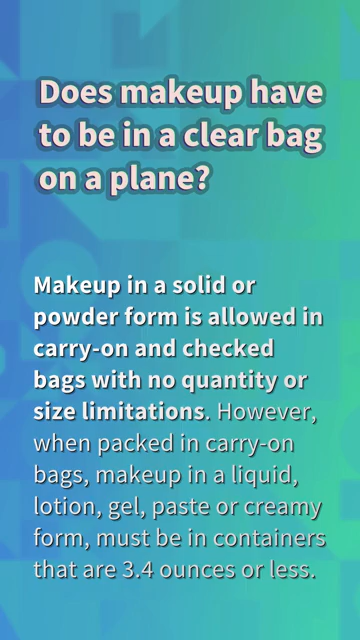 Does makeup have
to be in a clear bag
on a plane?
Makeup in a solid or
powder form is allowed in
carry-on and checked
bags with no quantity or
size limitations. However,
when packed in carry-on
bags, makeup in a liquid,
lotion, gel, paste or creamy
form, must be in containers
that are 3.4 ounces or less.